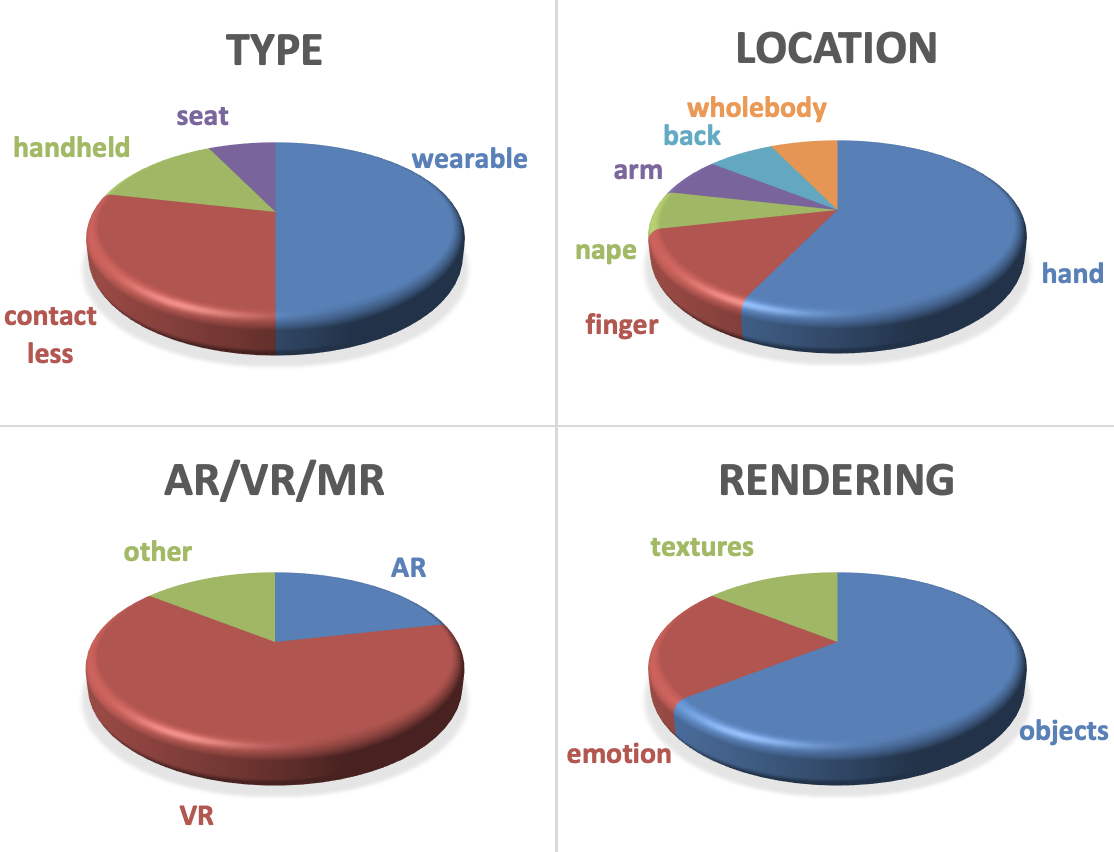 TYPE
seat
handheld
wearable
contact
less
LOCATION
wholebody
back
arm
nape
hand
finger
AR/VR/MR
other
AR
VR
RENDERING
textures
objects
emotion